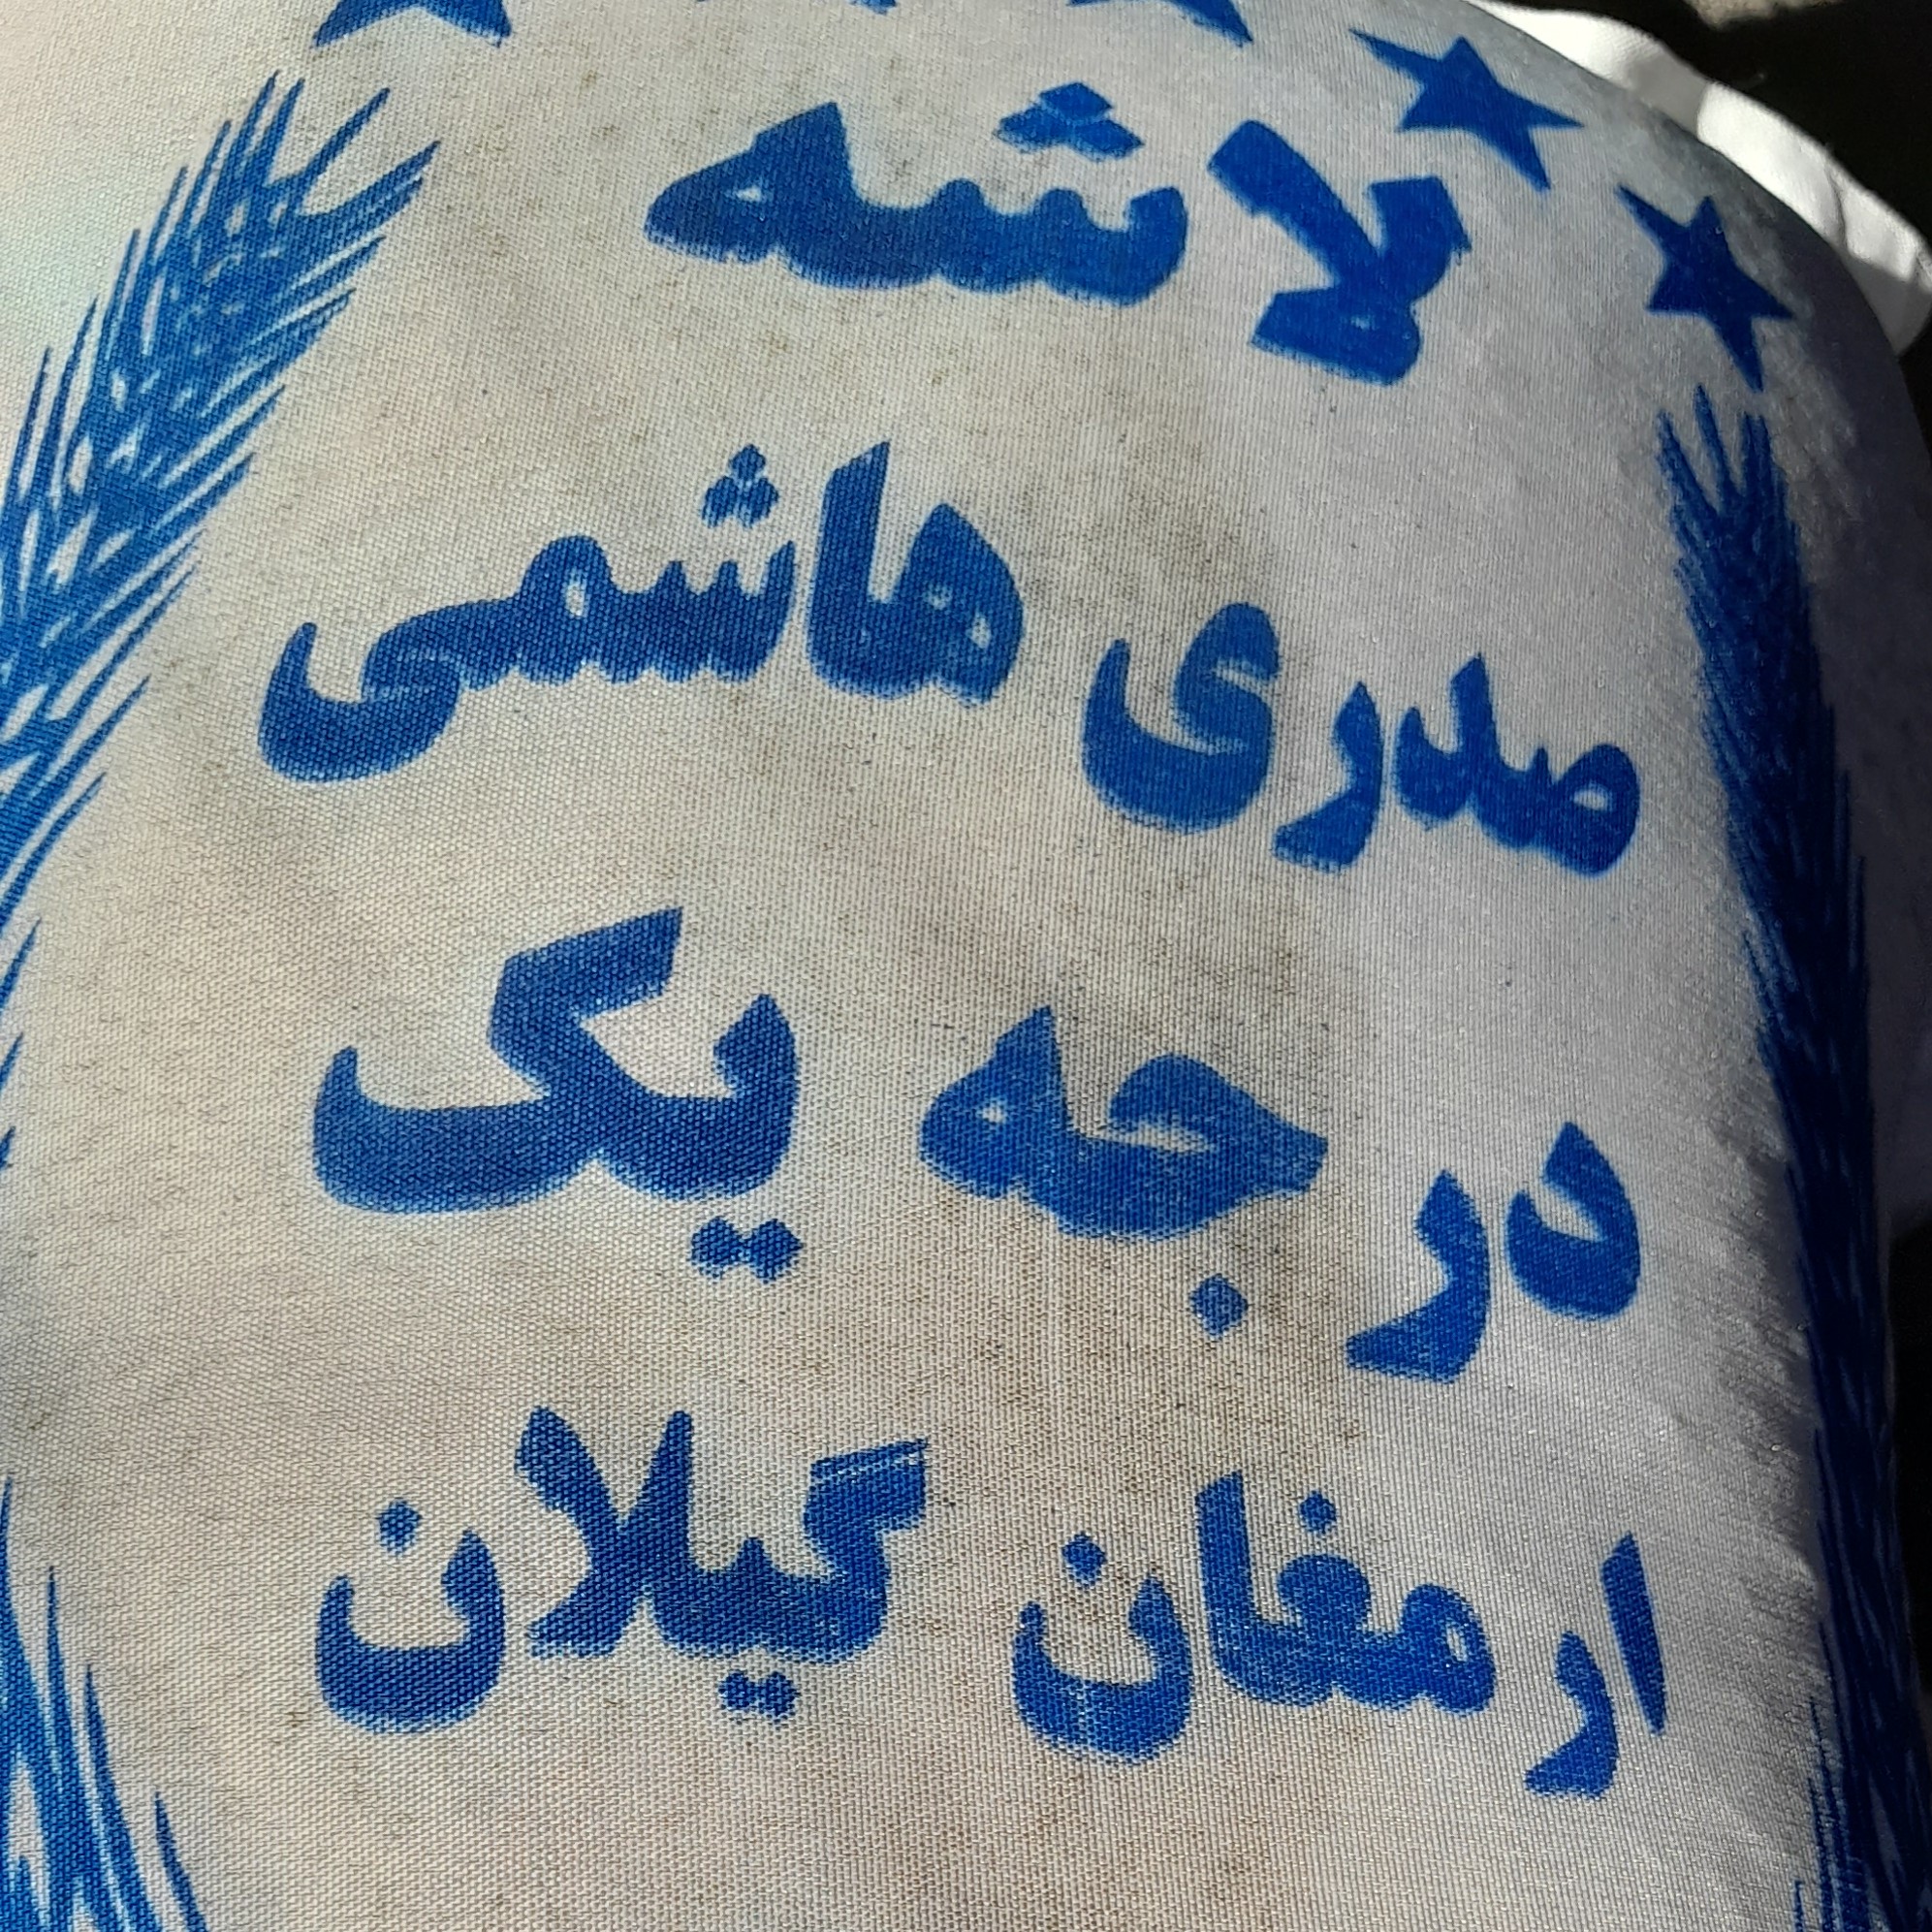 لاشه
صدری هاشمی
درجه یک
ارمغان گیلان